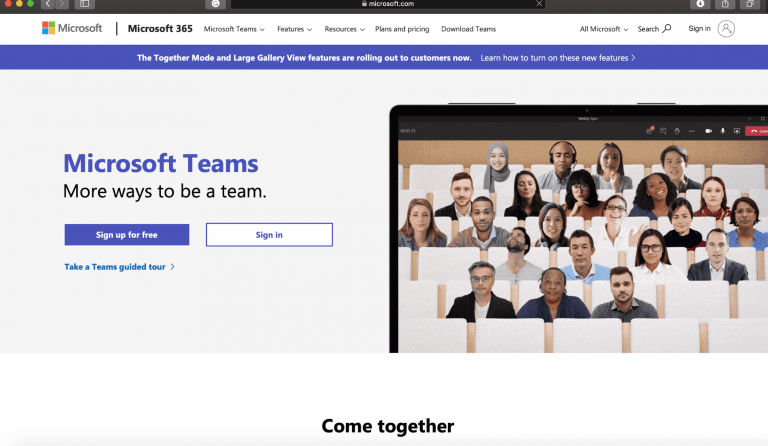 microsoft.com
Microsoft Microsoft 365 Microsoft Teams Features Resources Plans and pricing Download Teams All Microsoft Search Sign in
The Together Mode and Large Gallery View features are rolling out to customers now. Learn how to turn on these new features
Weekly Sync
Microsoft Teams
More ways to be a team.
Sign up for free Sign in
Take a Teams guided tour
Come together